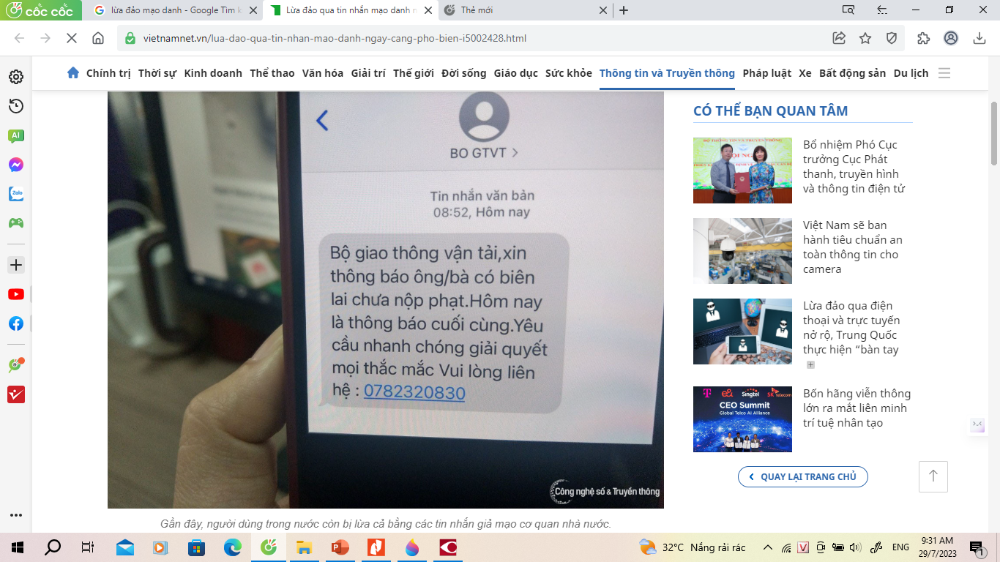 cốc cốc
lừa đảo mạo danh - Google Tìm k
Lừa đảo qua tin nhắn mạo danh n
Thẻ mới
vietnamnet.vn/lua-dao-qua-tin-nhan-mao-danh-ngay-cang-pho-bien-i5002428.html
Chính trị Thời sự Kinh doanh Thể thao Văn hóa Giải trí Thế giới Đời sống Giáo dục Sức khỏe Thông tin và Truyền thông Pháp luật Xe Bất động sản Du lịch
AI
Zalo
BO GTVT
Tin nhắn văn bản
08:52, Hôm nay
Bộ giao thông vận tải,xin
thông báo ông/bà có biên
lai chưa nộp phạt.Hôm nay
là thông báo cuối cùng.Yêu
cầu nhanh chóng giải quyết
mọi thắc mắc Vui lòng liên
hệ : 0782320830
Công nghệ số & Truyền thông
Gần đây, người dùng trong nước còn bị lừa cả bằng các tin nhắn giả mạo cơ quan nhà nước.
CÓ THỂ BẠN QUAN TÂM
Bổ nhiệm Phó Cục
trưởng Cục Phát
thanh, truyền hình
và thông tin điện tử
Việt Nam sẽ ban
hành tiêu chuẩn an
toàn thông tin cho
camera
Lừa đảo qua điện
thoại và trực tuyến
nở rộ, Trung Quốc
thực hiện “bàn tay
e& Singtel SK telecom
CEO Summit
Global Telco AI Alliance
Bốn hãng viễn thông
lớn ra mắt liên minh
trí tuệ nhân tạo
QUAY LẠI TRANG CHỦ
32°C Nắng rải rác
ENG
9:31 AM
29/7/2023
1